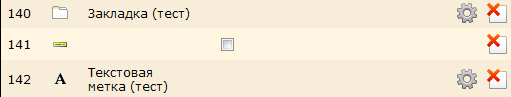 140 Закладка (тест)
141
142 A Текстовая
метка (тест)